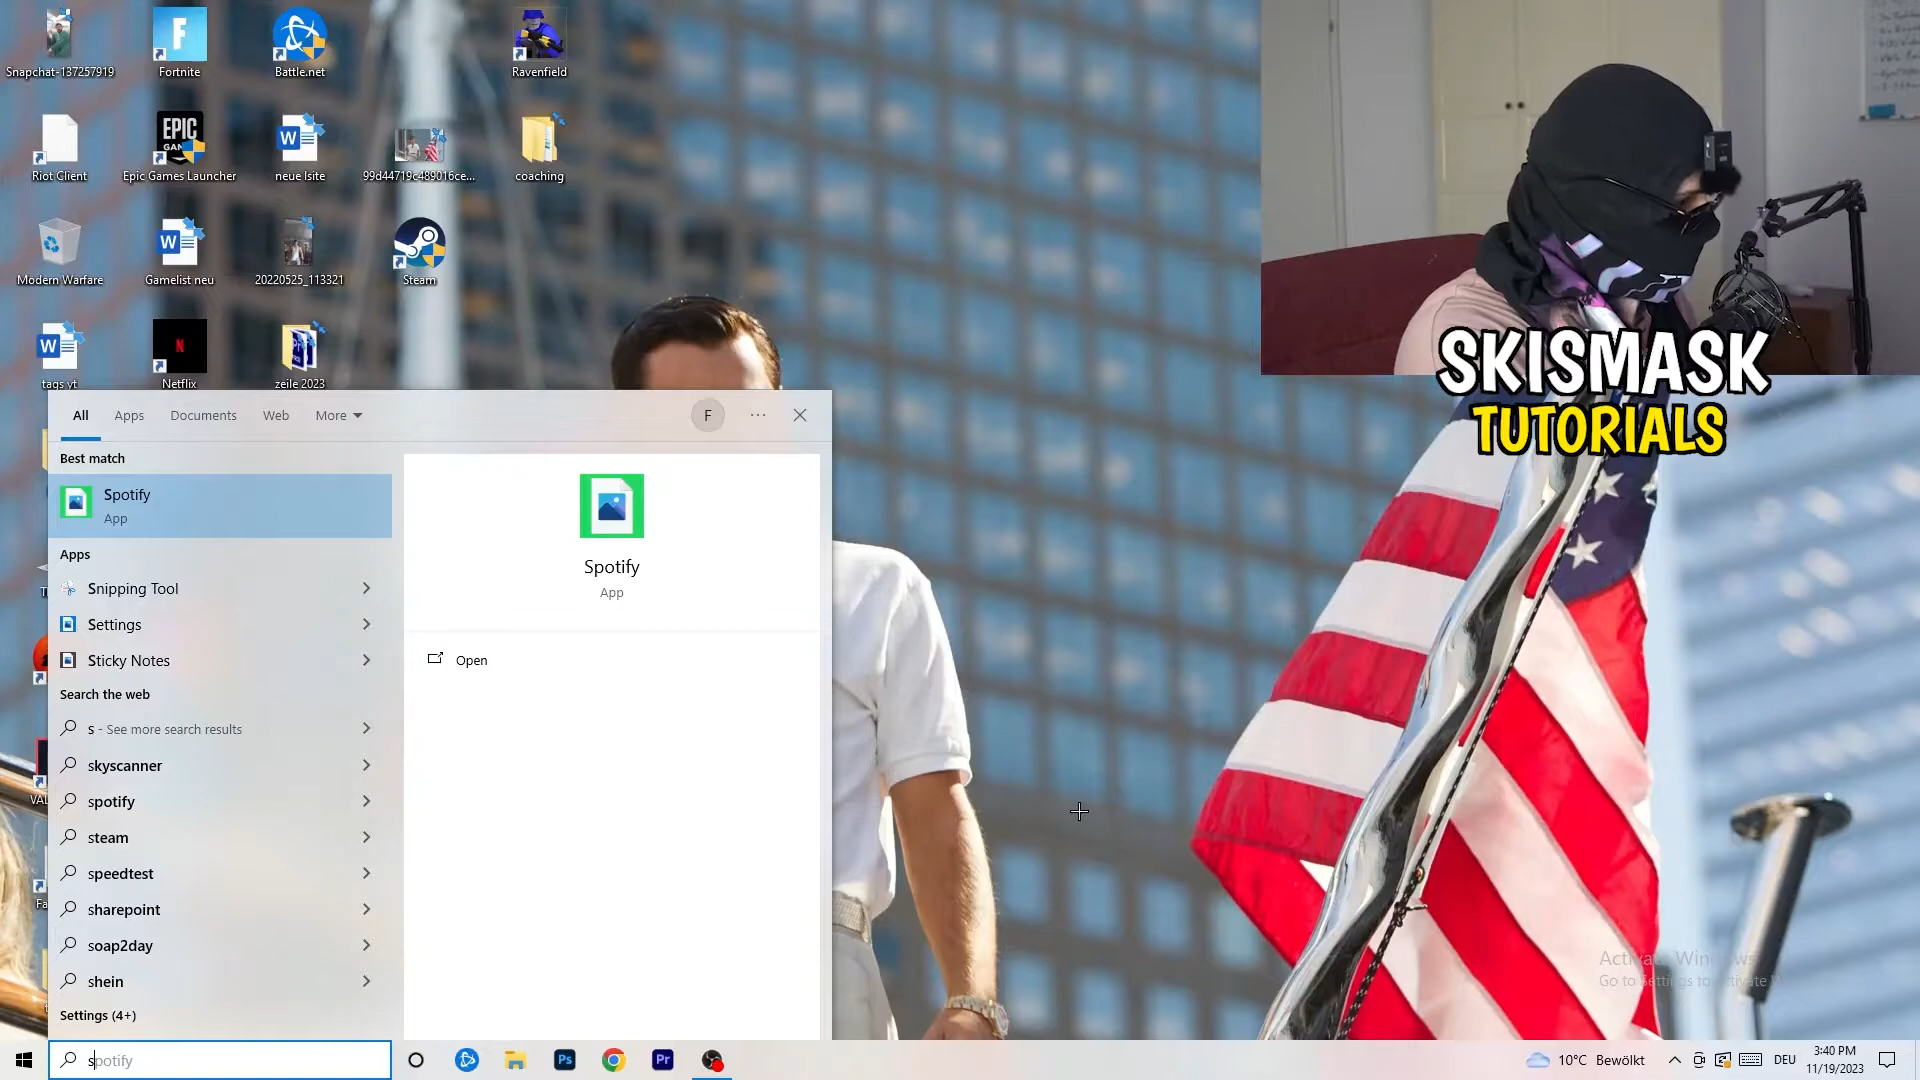 Snapchat-137257919
Fortnite
Battle.net
Ravenfield
Riot Client
EPIC
Epic Games Launcher
neue lsite
99d44719c489016ce...
coaching
Modern Warfare
Gamelist neu
20220525_113321
Steam
tags yt
N
Netflix
zeile 2023
SKISMASK
TUTORIALS
All
Apps
Documents
Web
More
F
Best match
Spotify
App
Apps
Snipping Tool
Settings
Sticky Notes
Search the web
s - See more search results
skyscanner
spotify
steam
speedtest
sharepoint
soap2day
shein
Settings (4+)
Spotify
App
Open
spotify
Ps
Pr
10°C Bewölkt
DEU
3:40 PM
11/19/2023